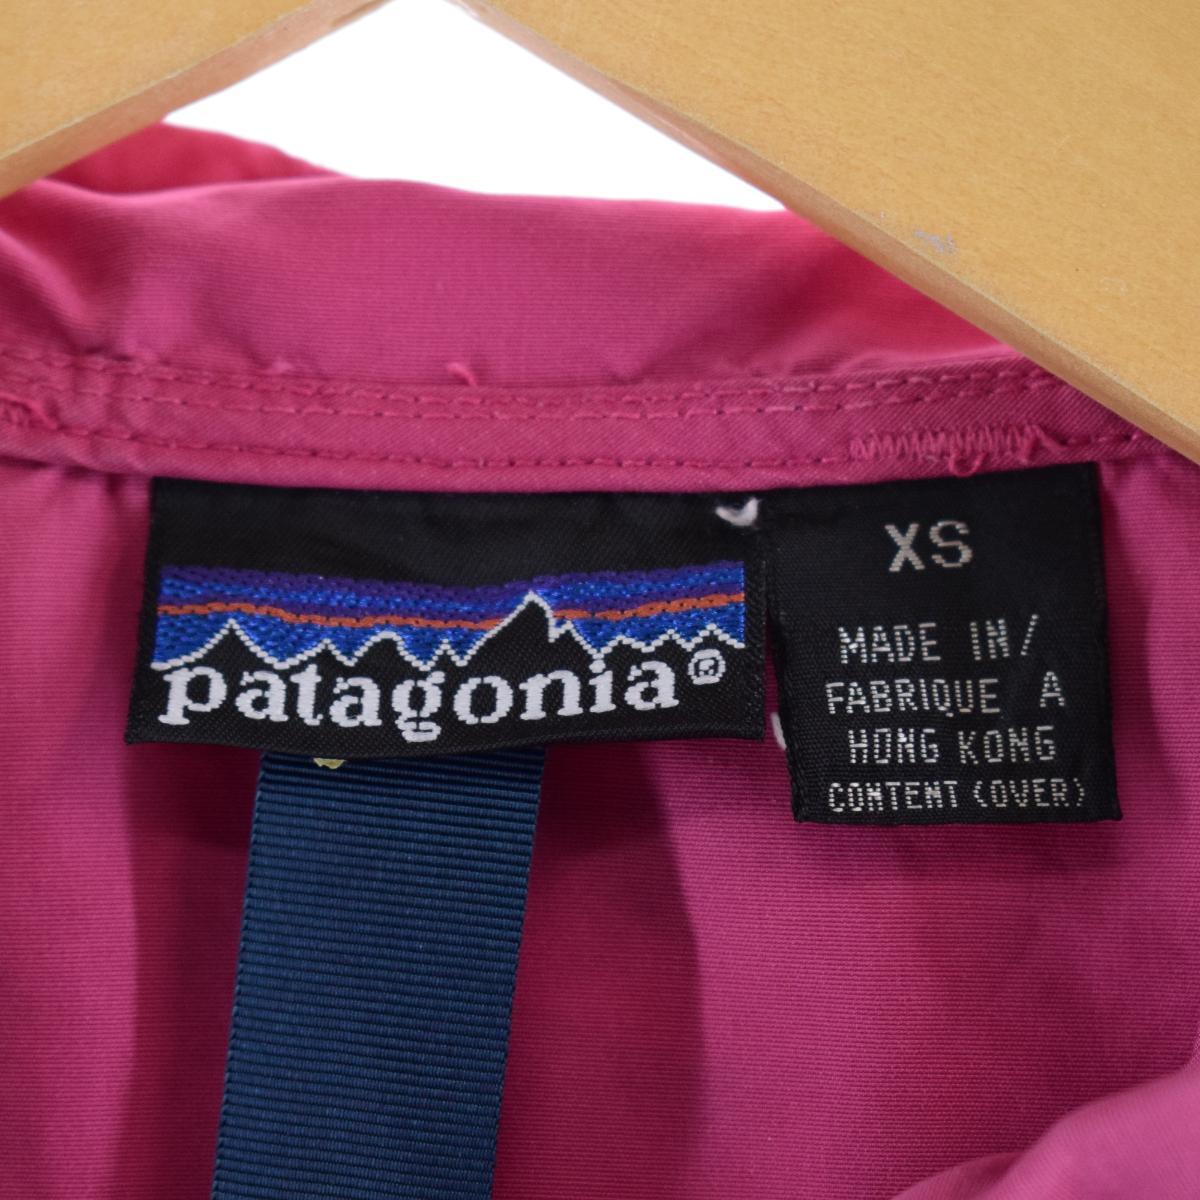 patagonia®
XS
MADE IN/
FABRIQUE A
HONG KONG
CONTENT (OVER)